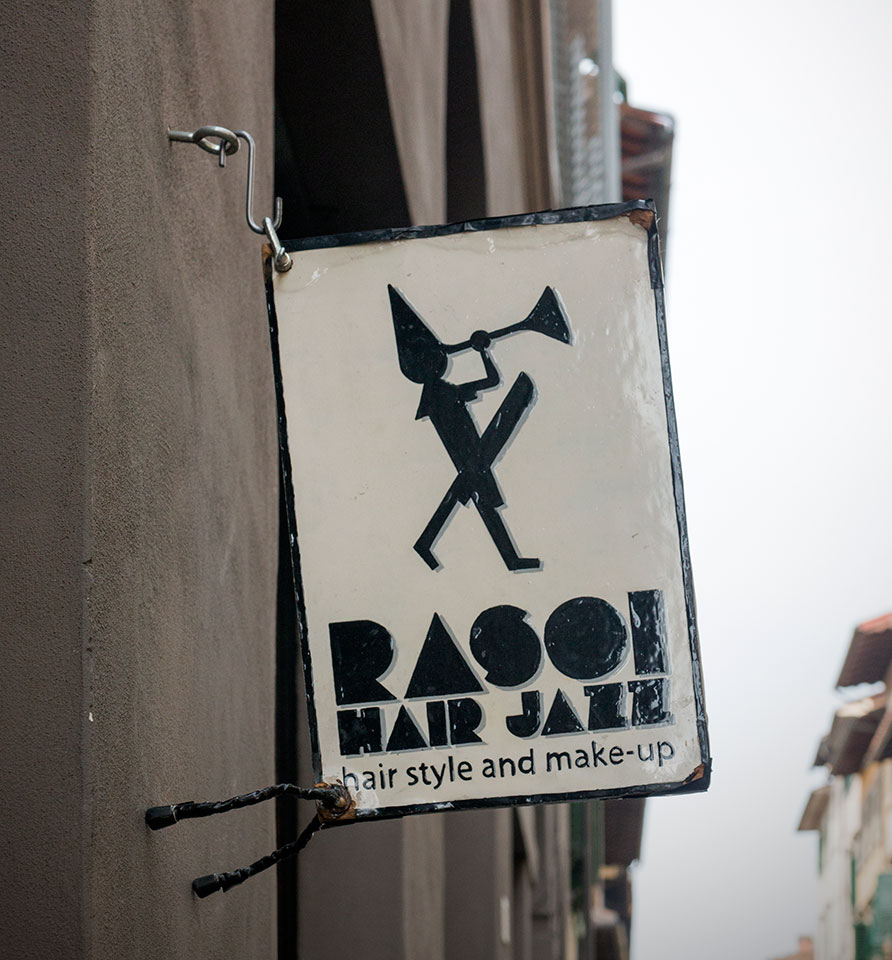 RASOI
HAIR JAZZ
hair style and make-up